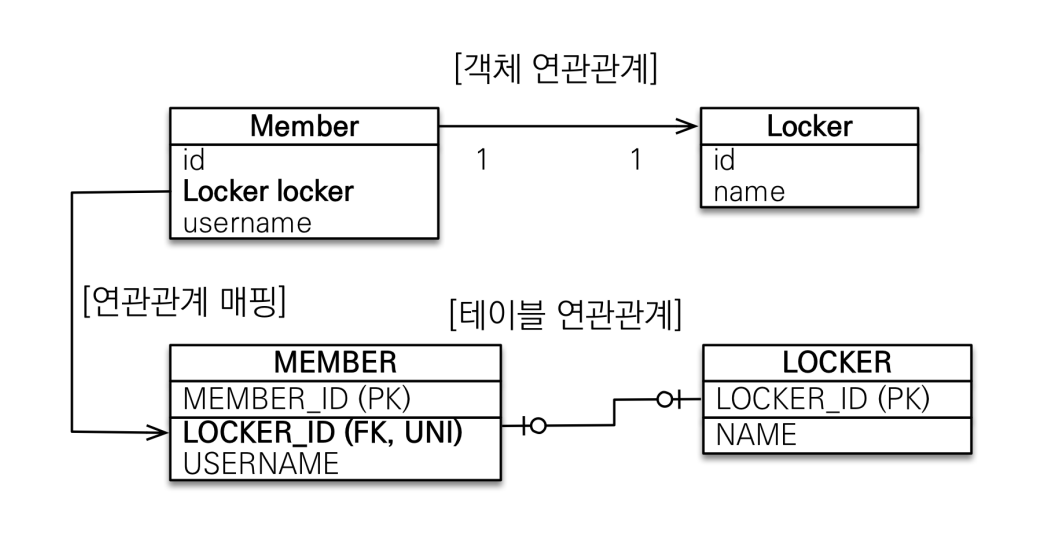 [객체 연관관계]
Member
id
Locker locker
username
1
1
Locker
id
name
[연관관계 매핑]
[테이블 연관관계]
MEMBER
MEMBER_ID (PK)
LOCKER_ID (FK, UNI)
USERNAME
LOCKER
LOCKER_ID (PK)
NAME